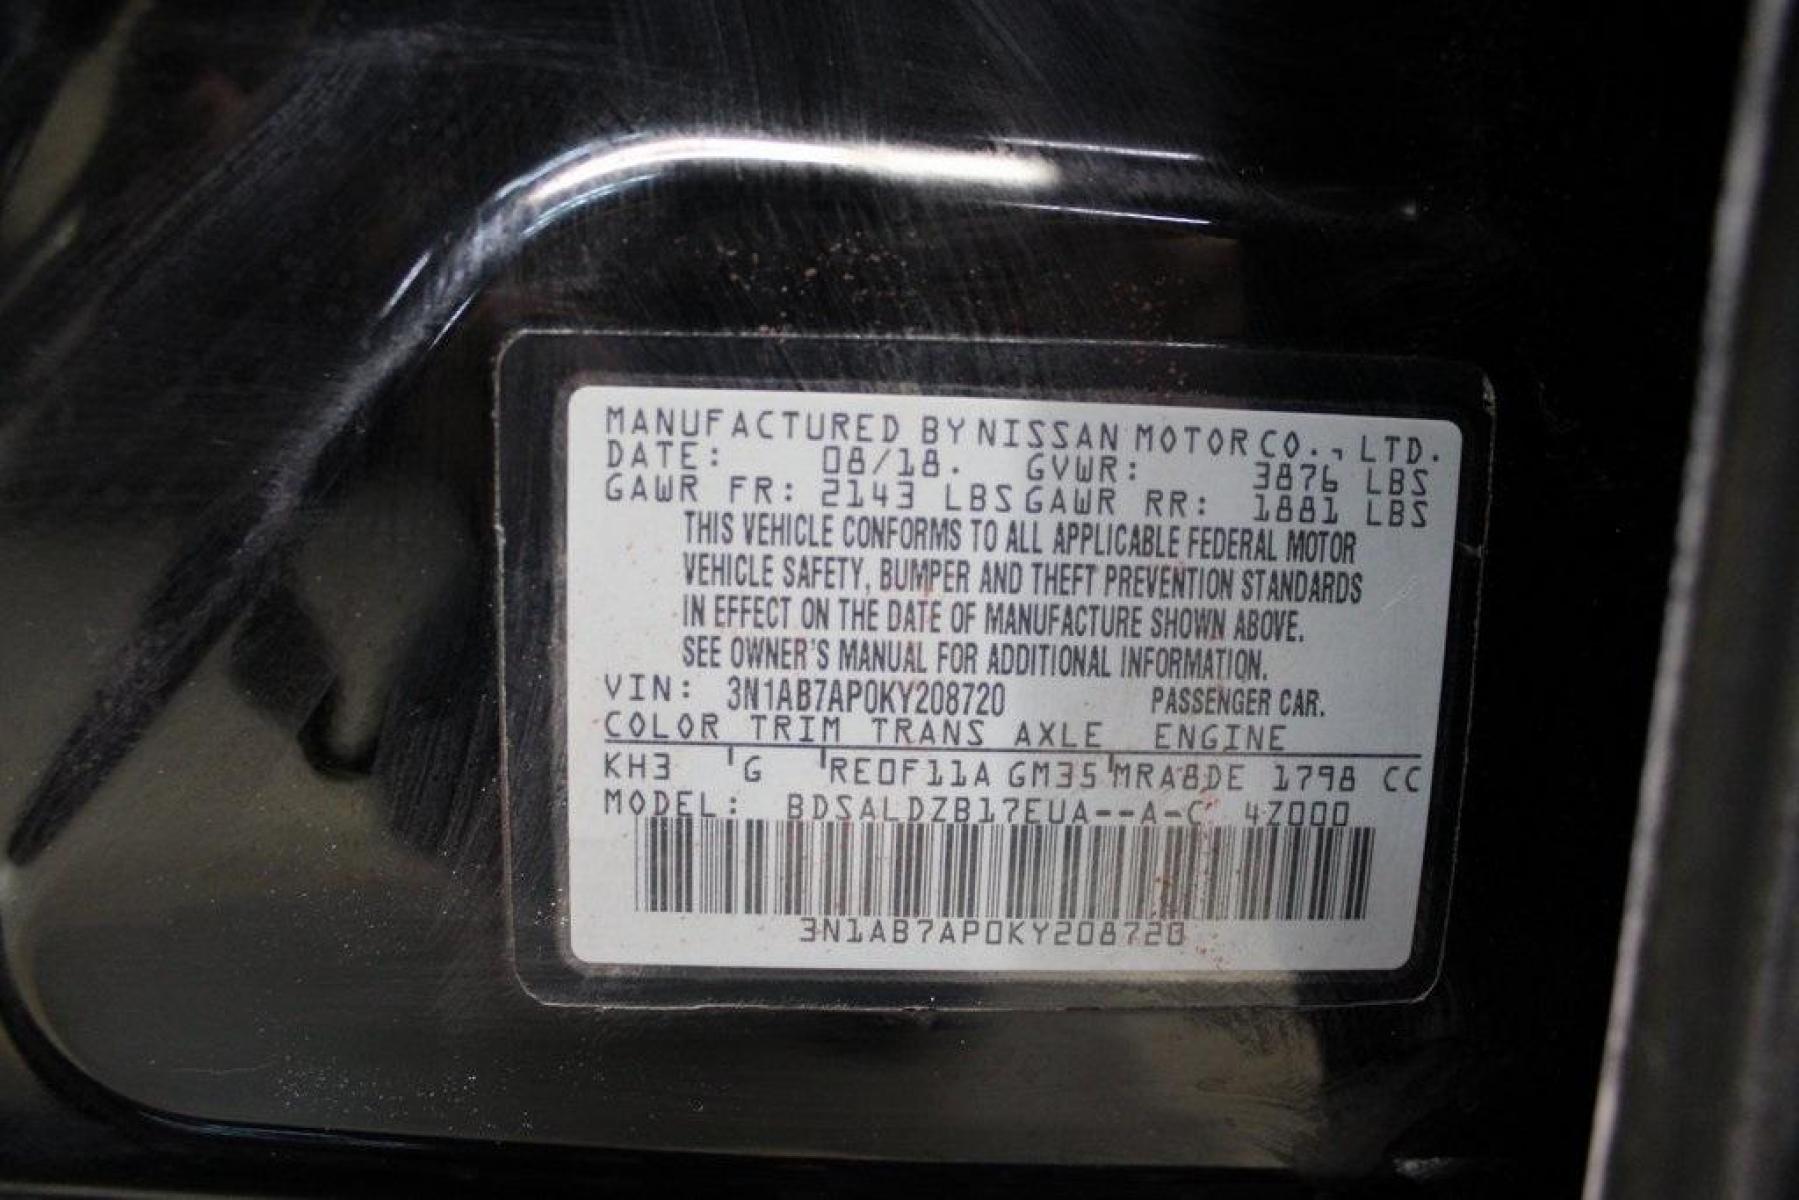 MANUFACTURED BY NISSAN MOTOR CO., LTD.
DATE: 08/18. GVWR: 3876 LBS
GAWR FR: 2143 LBS GAWR RR: 1881 LBS
THIS VEHICLE CONFORMS TO ALL APPLICABLE FEDERAL MOTOR
VEHICLE SAFETY, BUMPER AND THEFT PREVENTION STANDARDS
IN EFFECT ON THE DATE OF MANUFACTURE SHOWN ABOVE.
SEE OWNER'S MANUAL FOR ADDITIONAL INFORMATION.
VIN: 3N1AB7AP0KY208720 PASSENGER CAR.
COLOR TRIM TRANS AXLE ENGINE
KH3 G RE0F11A GM35 MRA8DE 1798 CC
MODEL: BDSALDZB17EUA--A-C 4Z000
3N1AB7AP0KY208720